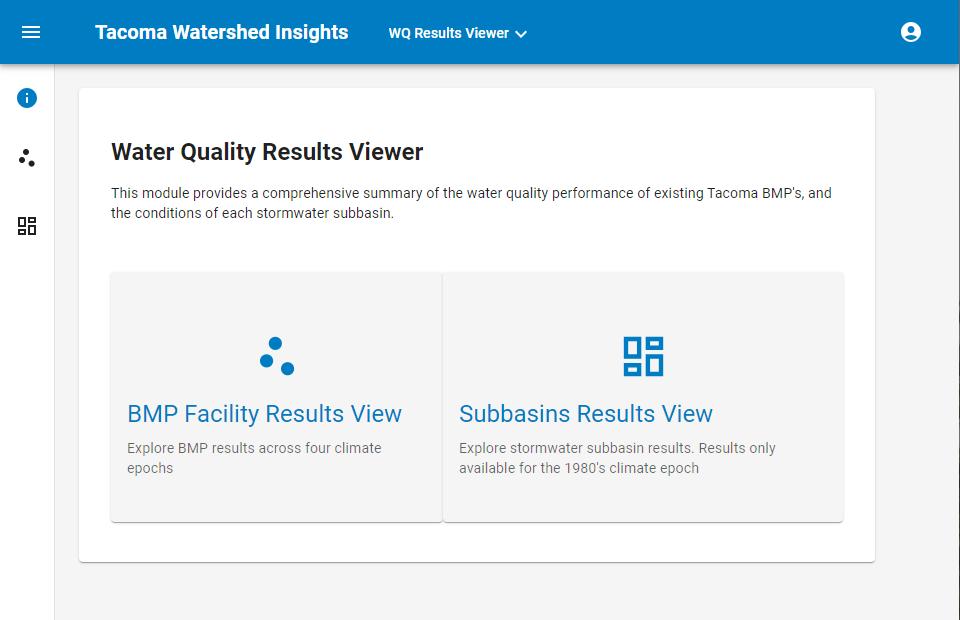 Tacoma Watershed Insights
WQ Results Viewer
Water Quality Results Viewer
This module provides a comprehensive summary of the water quality performance of existing Tacoma BMP's, and
the conditions of each stormwater subbasin.
BMP Facility Results View
Explore BMP results across four climate
epochs
Subbasins Results View
Explore stormwater subbasin results. Results only
available for the 1980's climate epoch